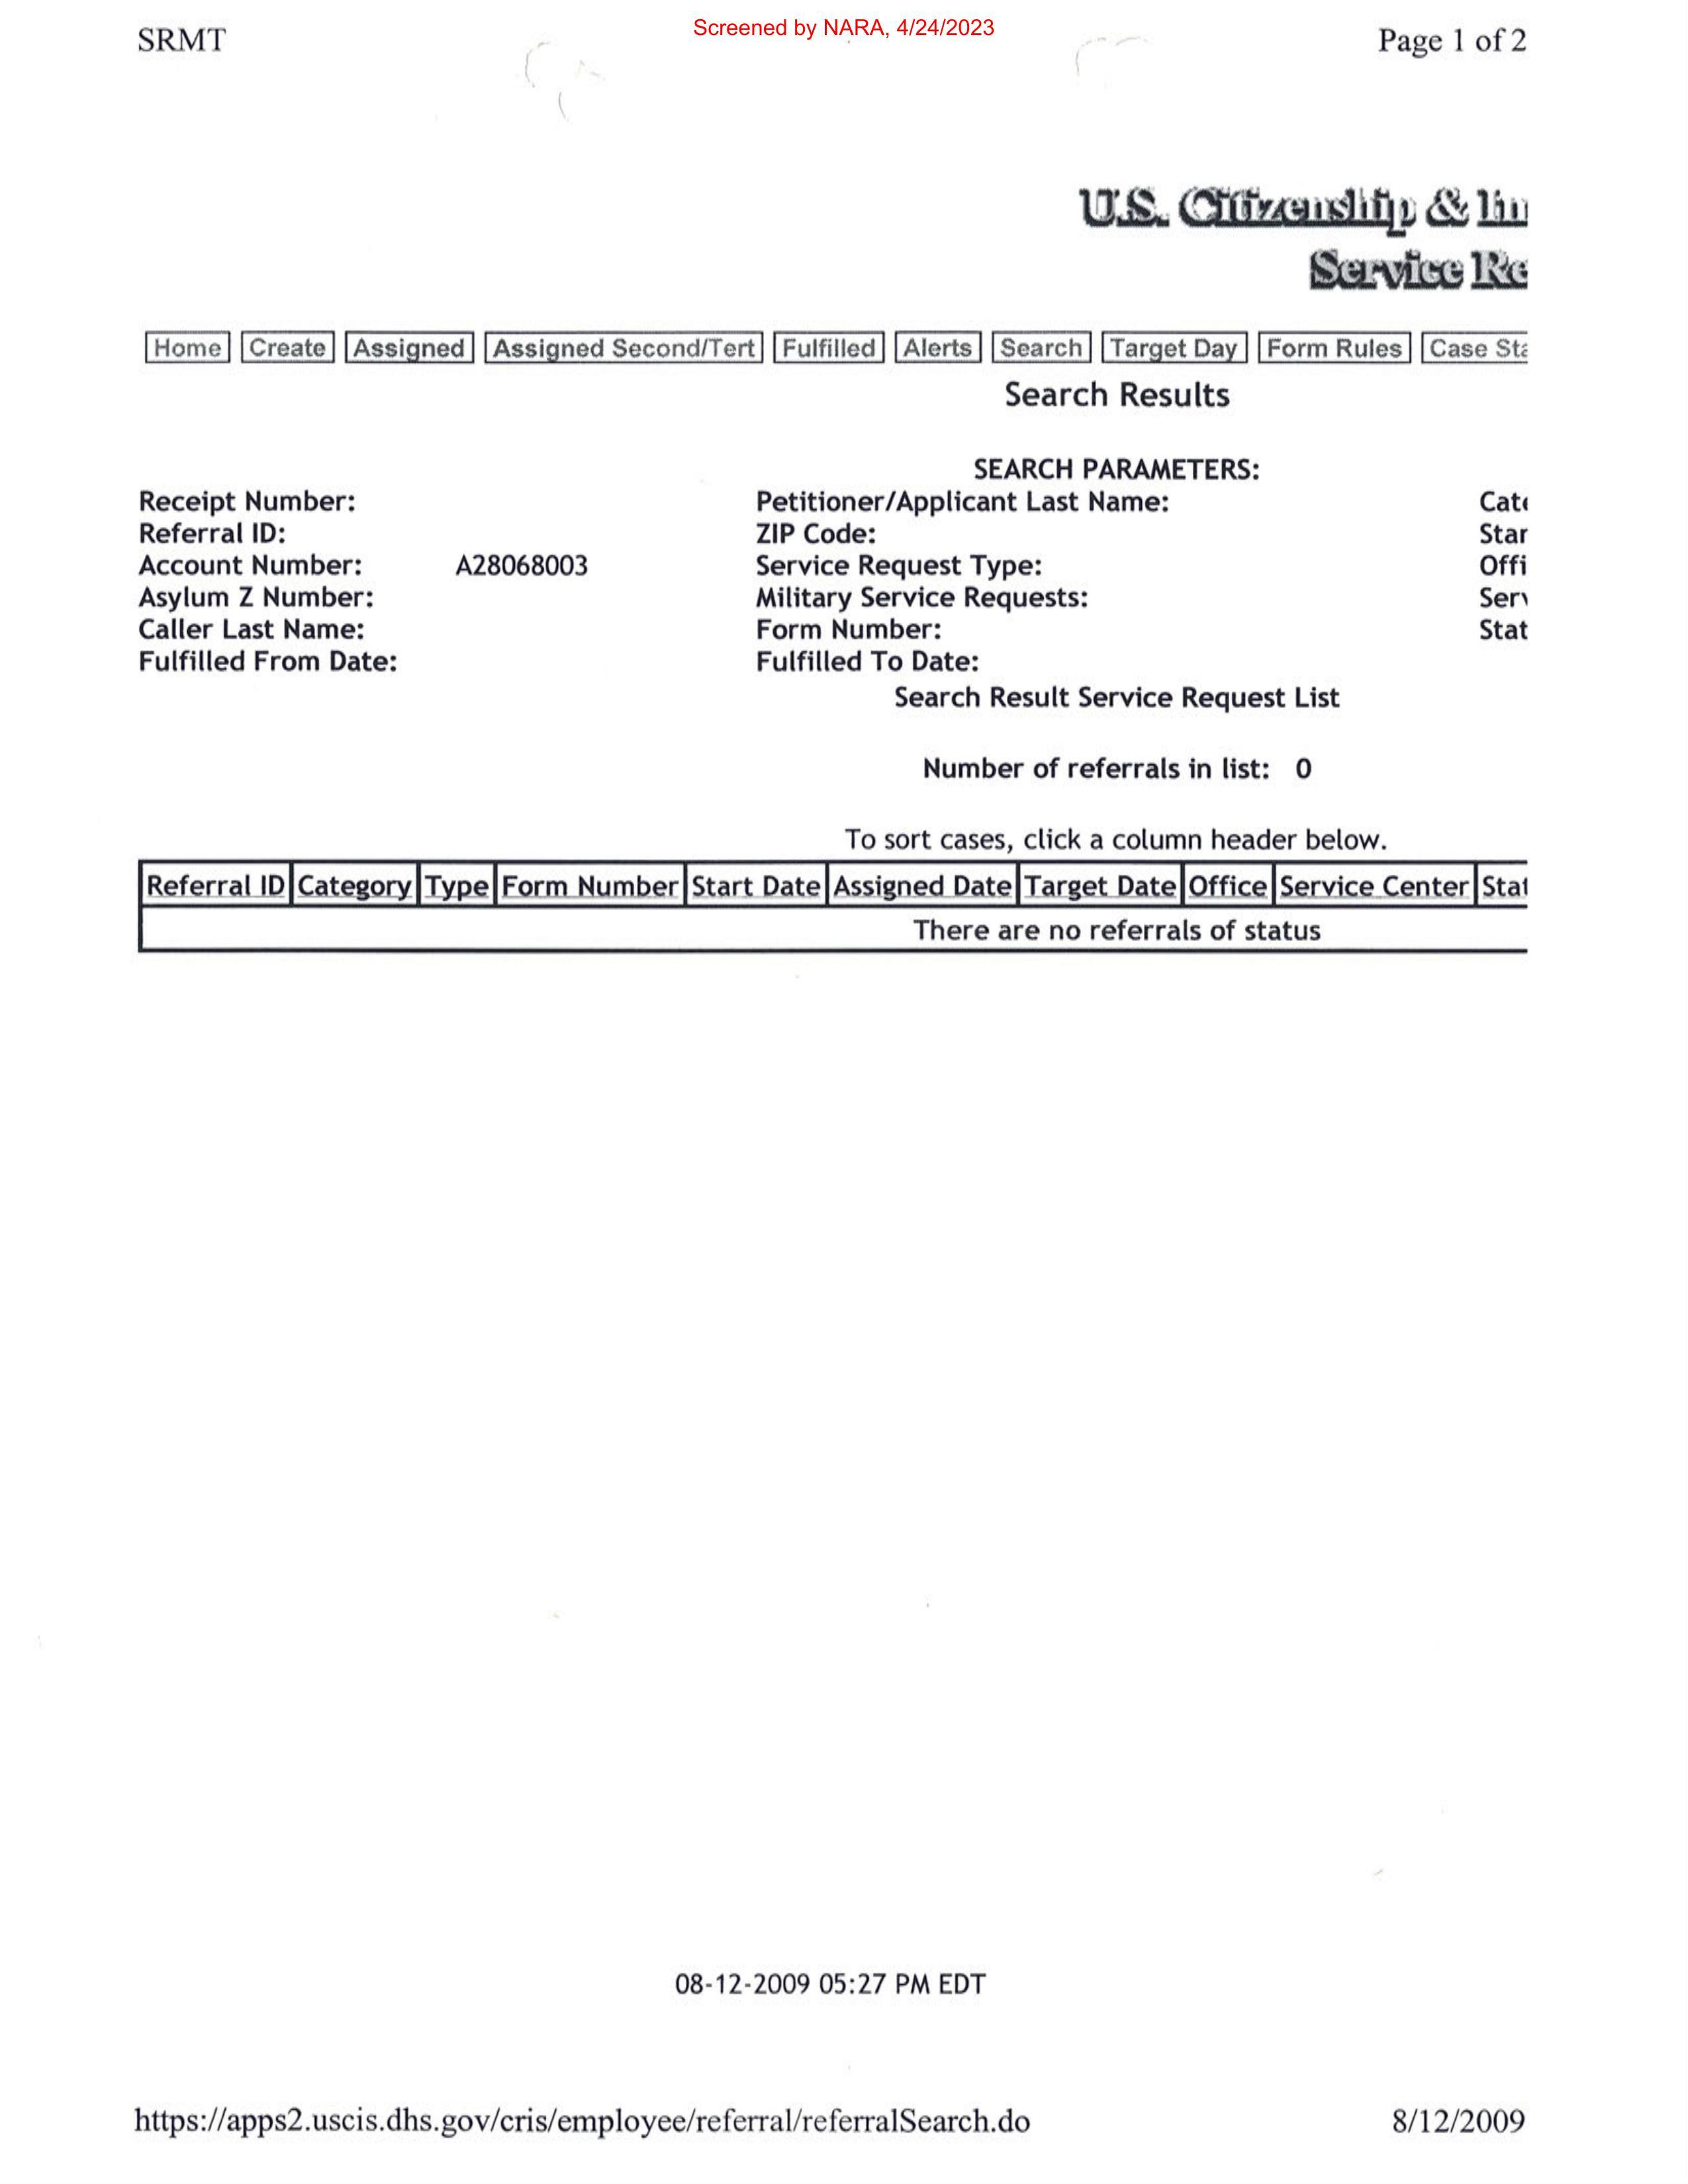 SRMT
Screened by NARA, 4/24/2023
Page 1 of 2
U.S. Citizenship & Im
Service Re
Home Create Assigned Assigned Second/Tert Fulfilled Alerts Search Target Day Form Rules Case Sta
Search Results
SEARCH PARAMETERS:
Receipt Number: Petitioner/Applicant Last Name: Cate
Referral ID: ZIP Code: Star
Account Number: A28068003 Service Request Type: Offi
Asylum Z Number: Military Service Requests: Serv
Caller Last Name: Form Number: Stat
Fulfilled From Date: Fulfilled To Date:
Search Result Service Request List
Number of referrals in list: 0
To sort cases, click a column header below.
Referral ID Category Type Form Number Start Date Assigned Date Target Date Office Service Center Stat
There are no referrals of status
08-12-2009 05:27 PM EDT
https://apps2.uscis.dhs.gov/cris/employee/referral/referralSearch.do
8/12/2009